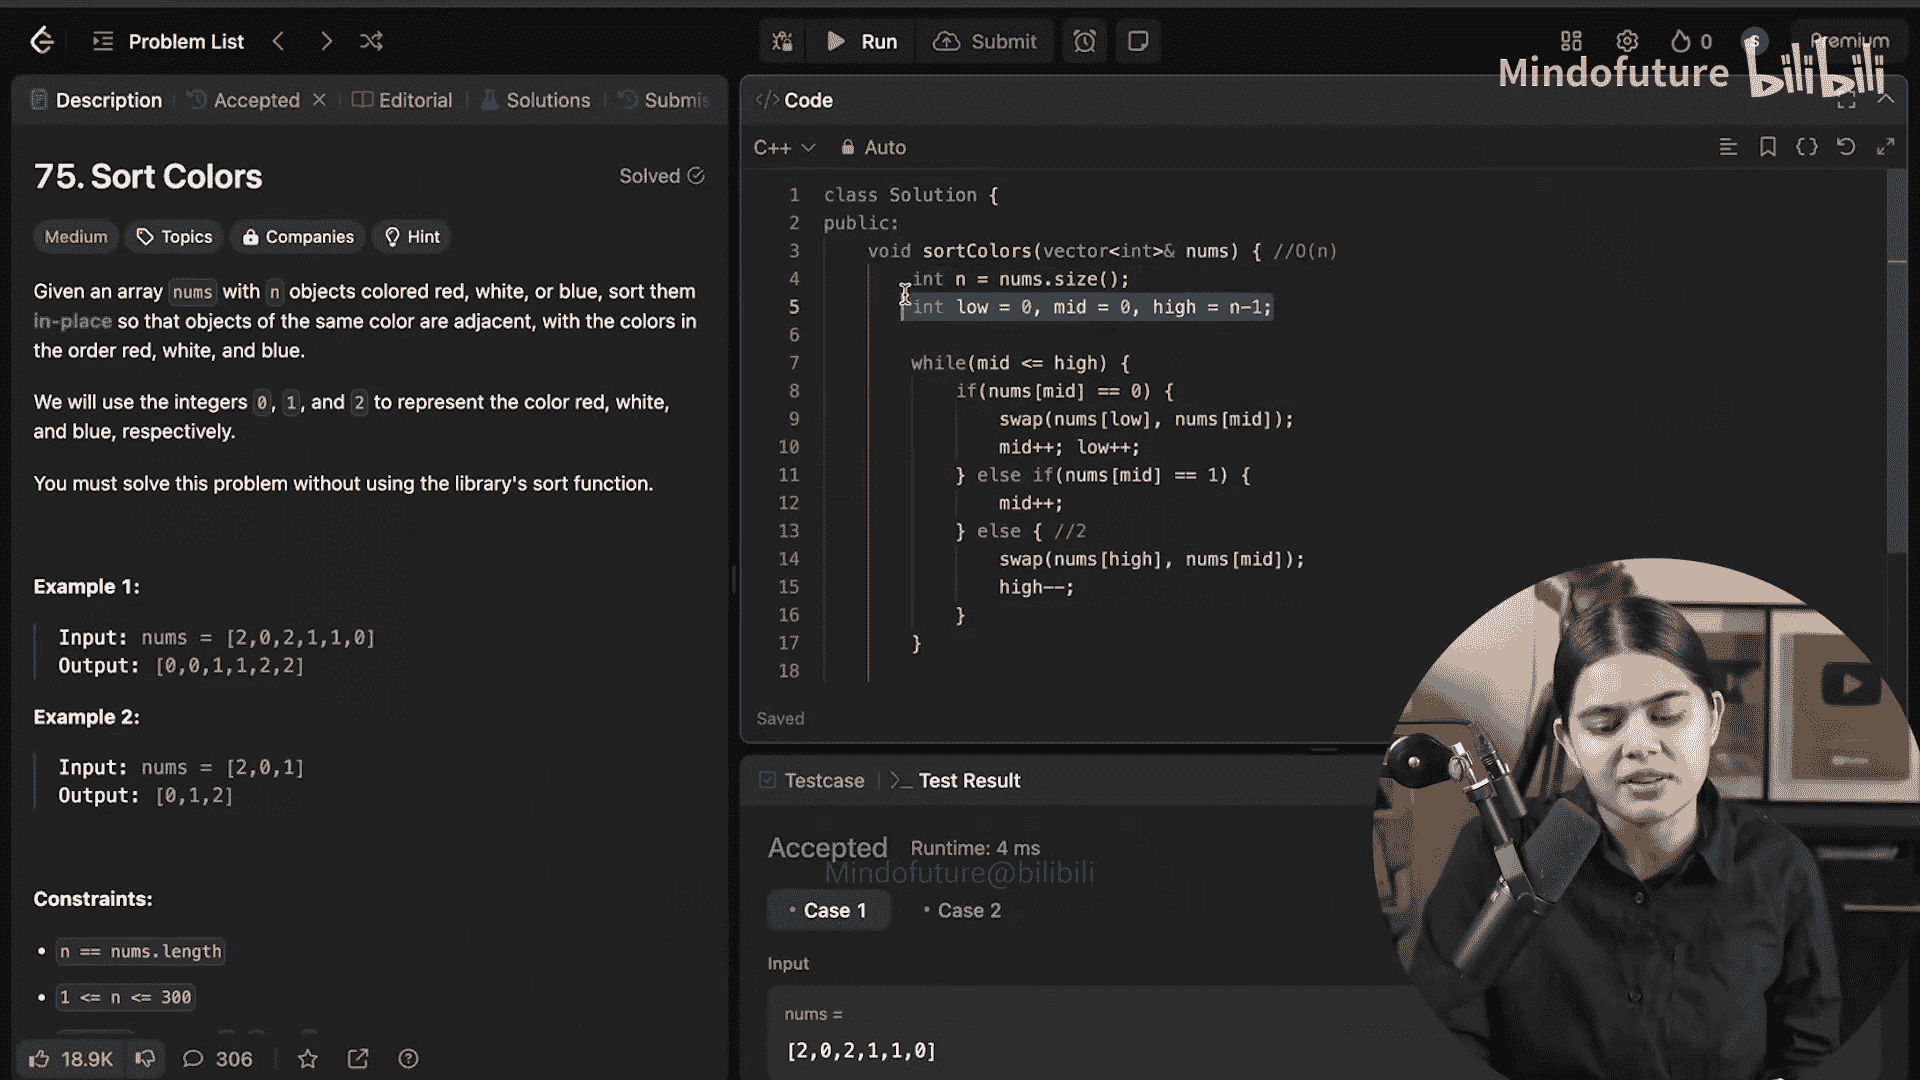 Problem List
Run
Submit
0
S
Premium
Mindofuture bilibili
Description
Accepted
Editorial
Solutions
Submis
Code
C++
Auto
75. Sort Colors
Solved
Medium
Topics
Companies
Hint
Given an array nums with n objects colored red, white, or blue, sort them
in-place so that objects of the same color are adjacent, with the colors in
the order red, white, and blue.
We will use the integers 0, 1, and 2 to represent the color red, white,
and blue, respectively.
You must solve this problem without using the library's sort function.
Example 1:
Input: nums = [2,0,2,1,1,0]
Output: [0,0,1,1,2,2]
Example 2:
Input: nums = [2,0,1]
Output: [0,1,2]
Constraints:
n == nums.length
1 <= n <= 300
18.9K
306
1 class Solution {
2 public:
3 void sortColors(vector<int>& nums) { //O(n)
4 int n = nums.size();
5 int low = 0, mid = 0, high = n-1;
6
7 while(mid <= high) {
8 if(nums[mid] == 0) {
9 swap(nums[low], nums[mid]);
10 mid++; low++;
11 } else if(nums[mid] == 1) {
12 mid++;
13 } else { //2
14 swap(nums[high], nums[mid]);
15 high--;
16 }
17 }
18
Saved
Testcase
Test Result
Accepted
Runtime: 4 ms
Mindofuture@bilibili
Case 1
Case 2
Input
nums =
[2,0,2,1,1,0]